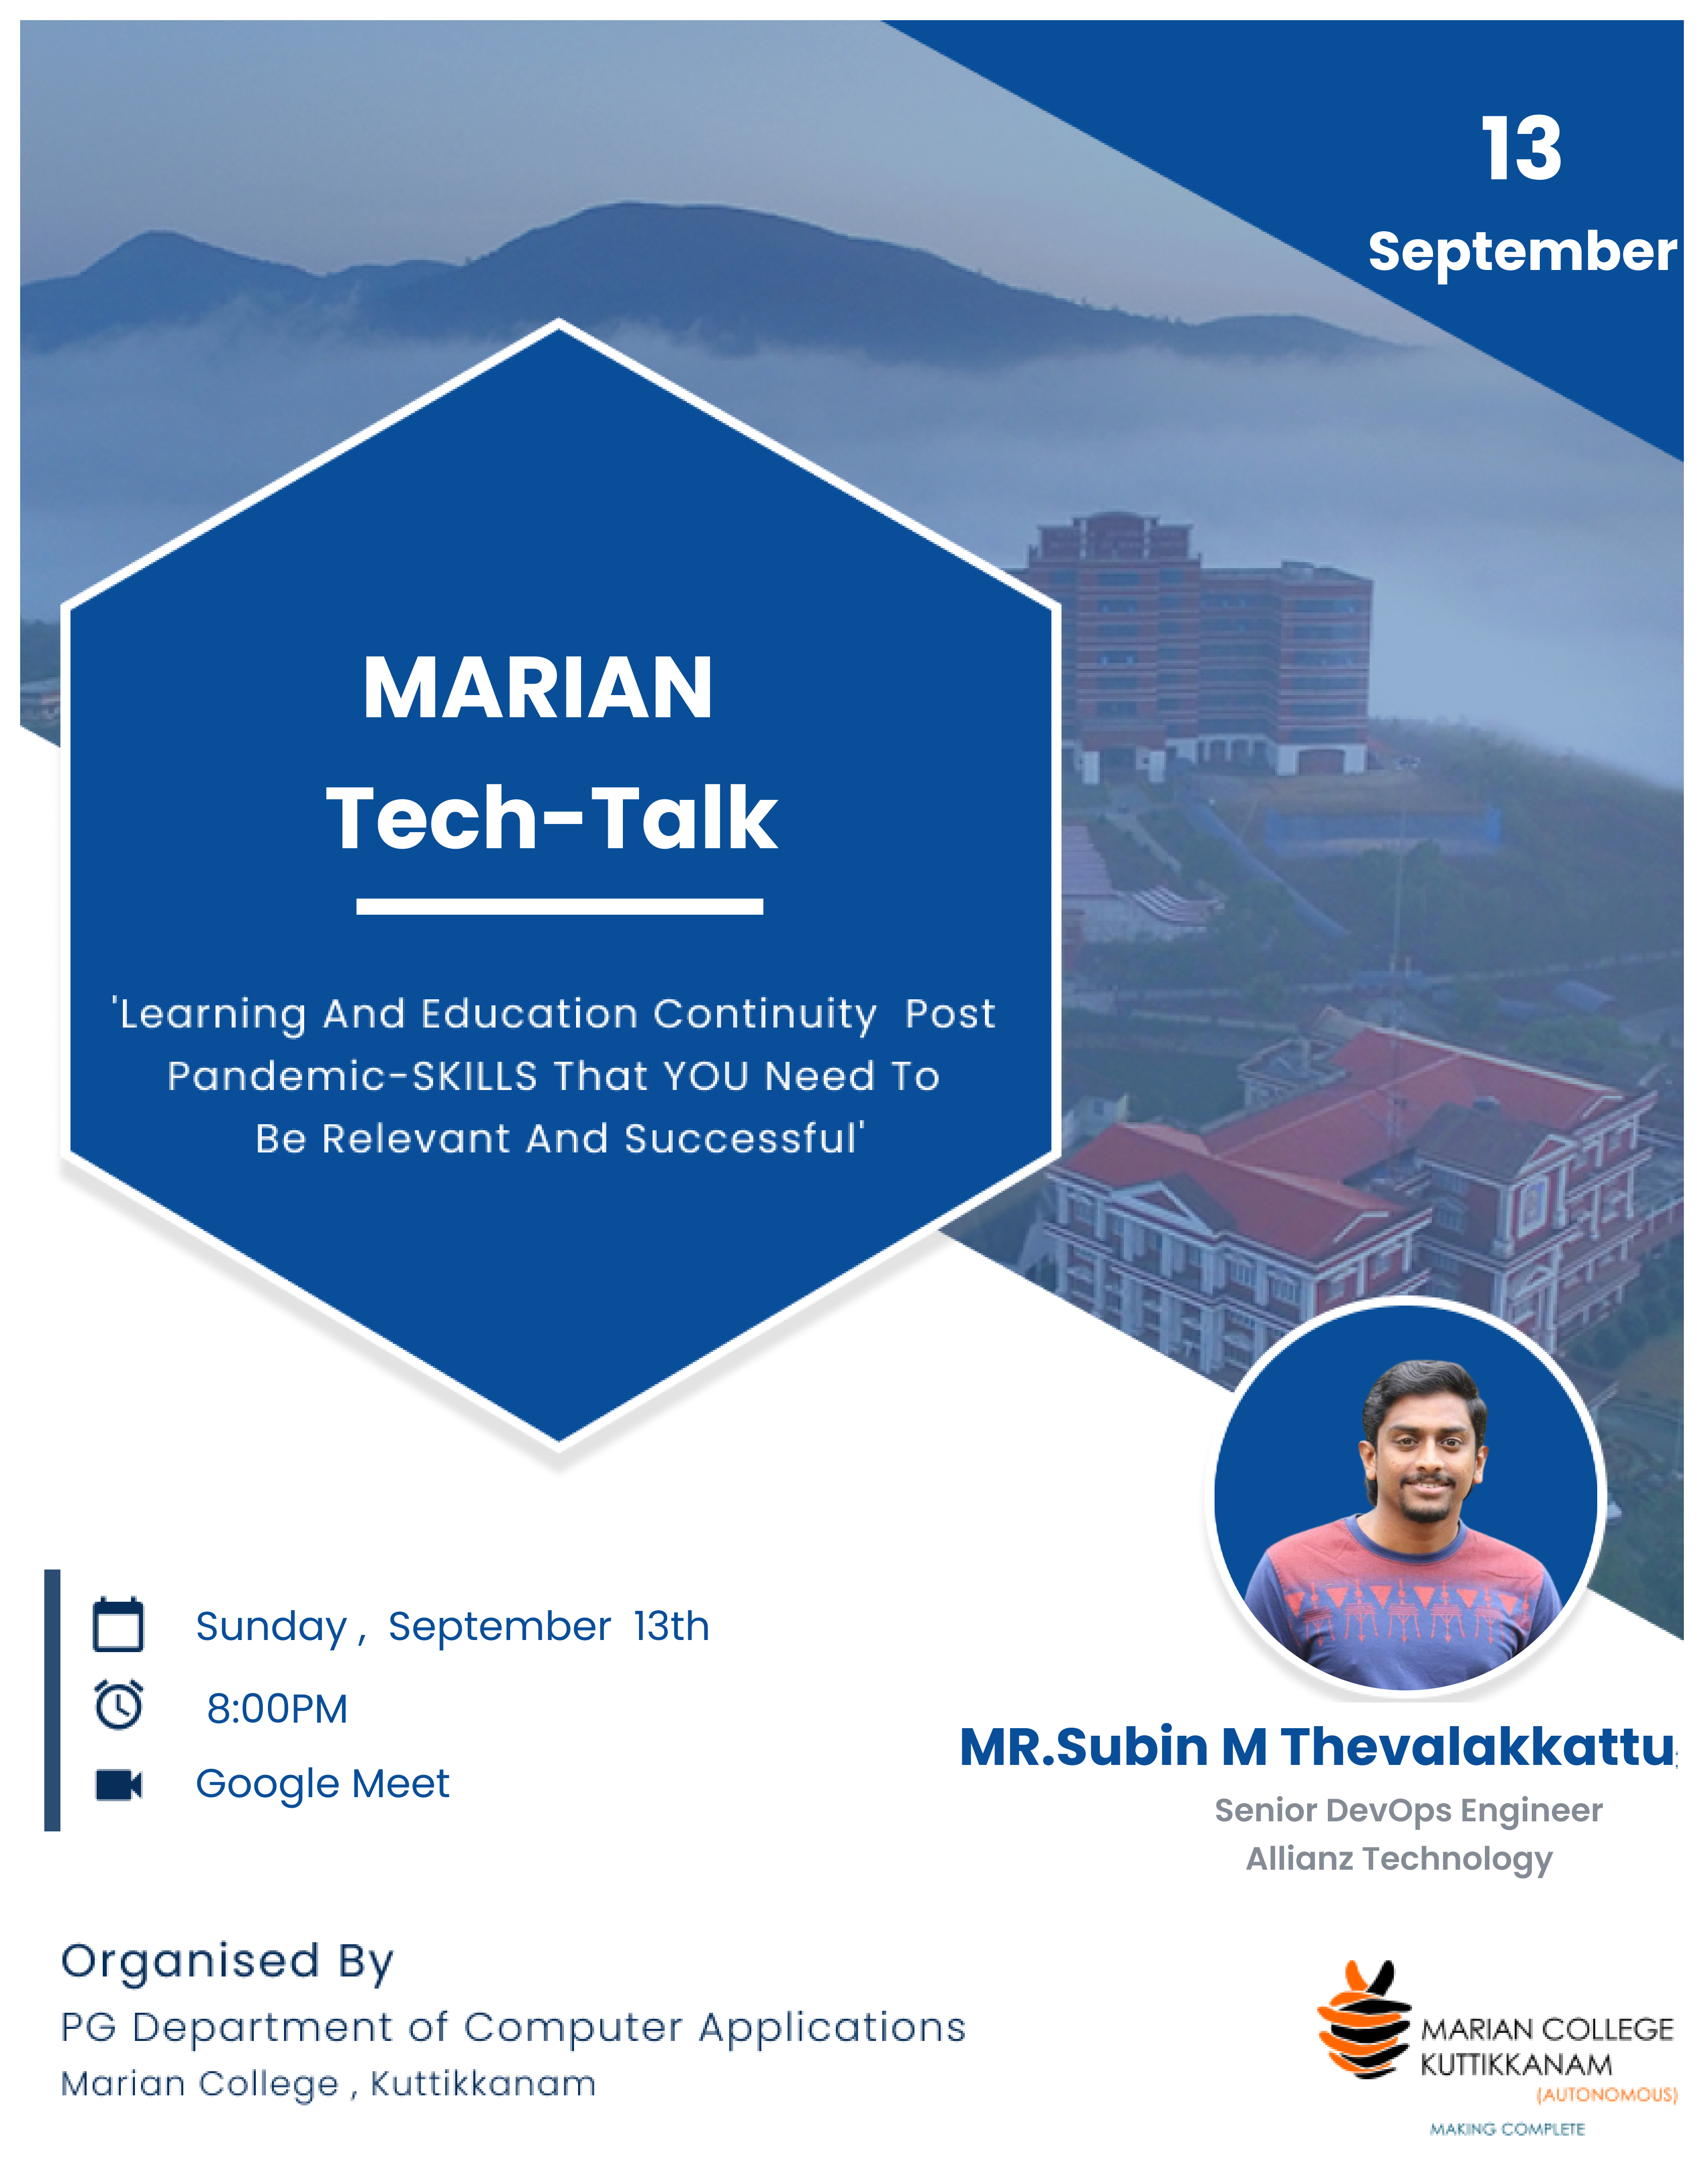 13
September
MARIAN
Tech-Talk
'Learning And Education Continuity Post
Pandemic-SKILLS That YOU Need To
Be Relevant And Successful'
Sunday , September 13th
8:00PM
Google Meet
MR.Subin M Thevalakkattu
Senior DevOps Engineer
Allianz Technology
Organised By
PG Department of Computer Applications
Marian College , Kuttikkanam
MARIAN COLLEGE
KUTTIKKANAM
(AUTONOMOUS)
MAKING COMPLETE